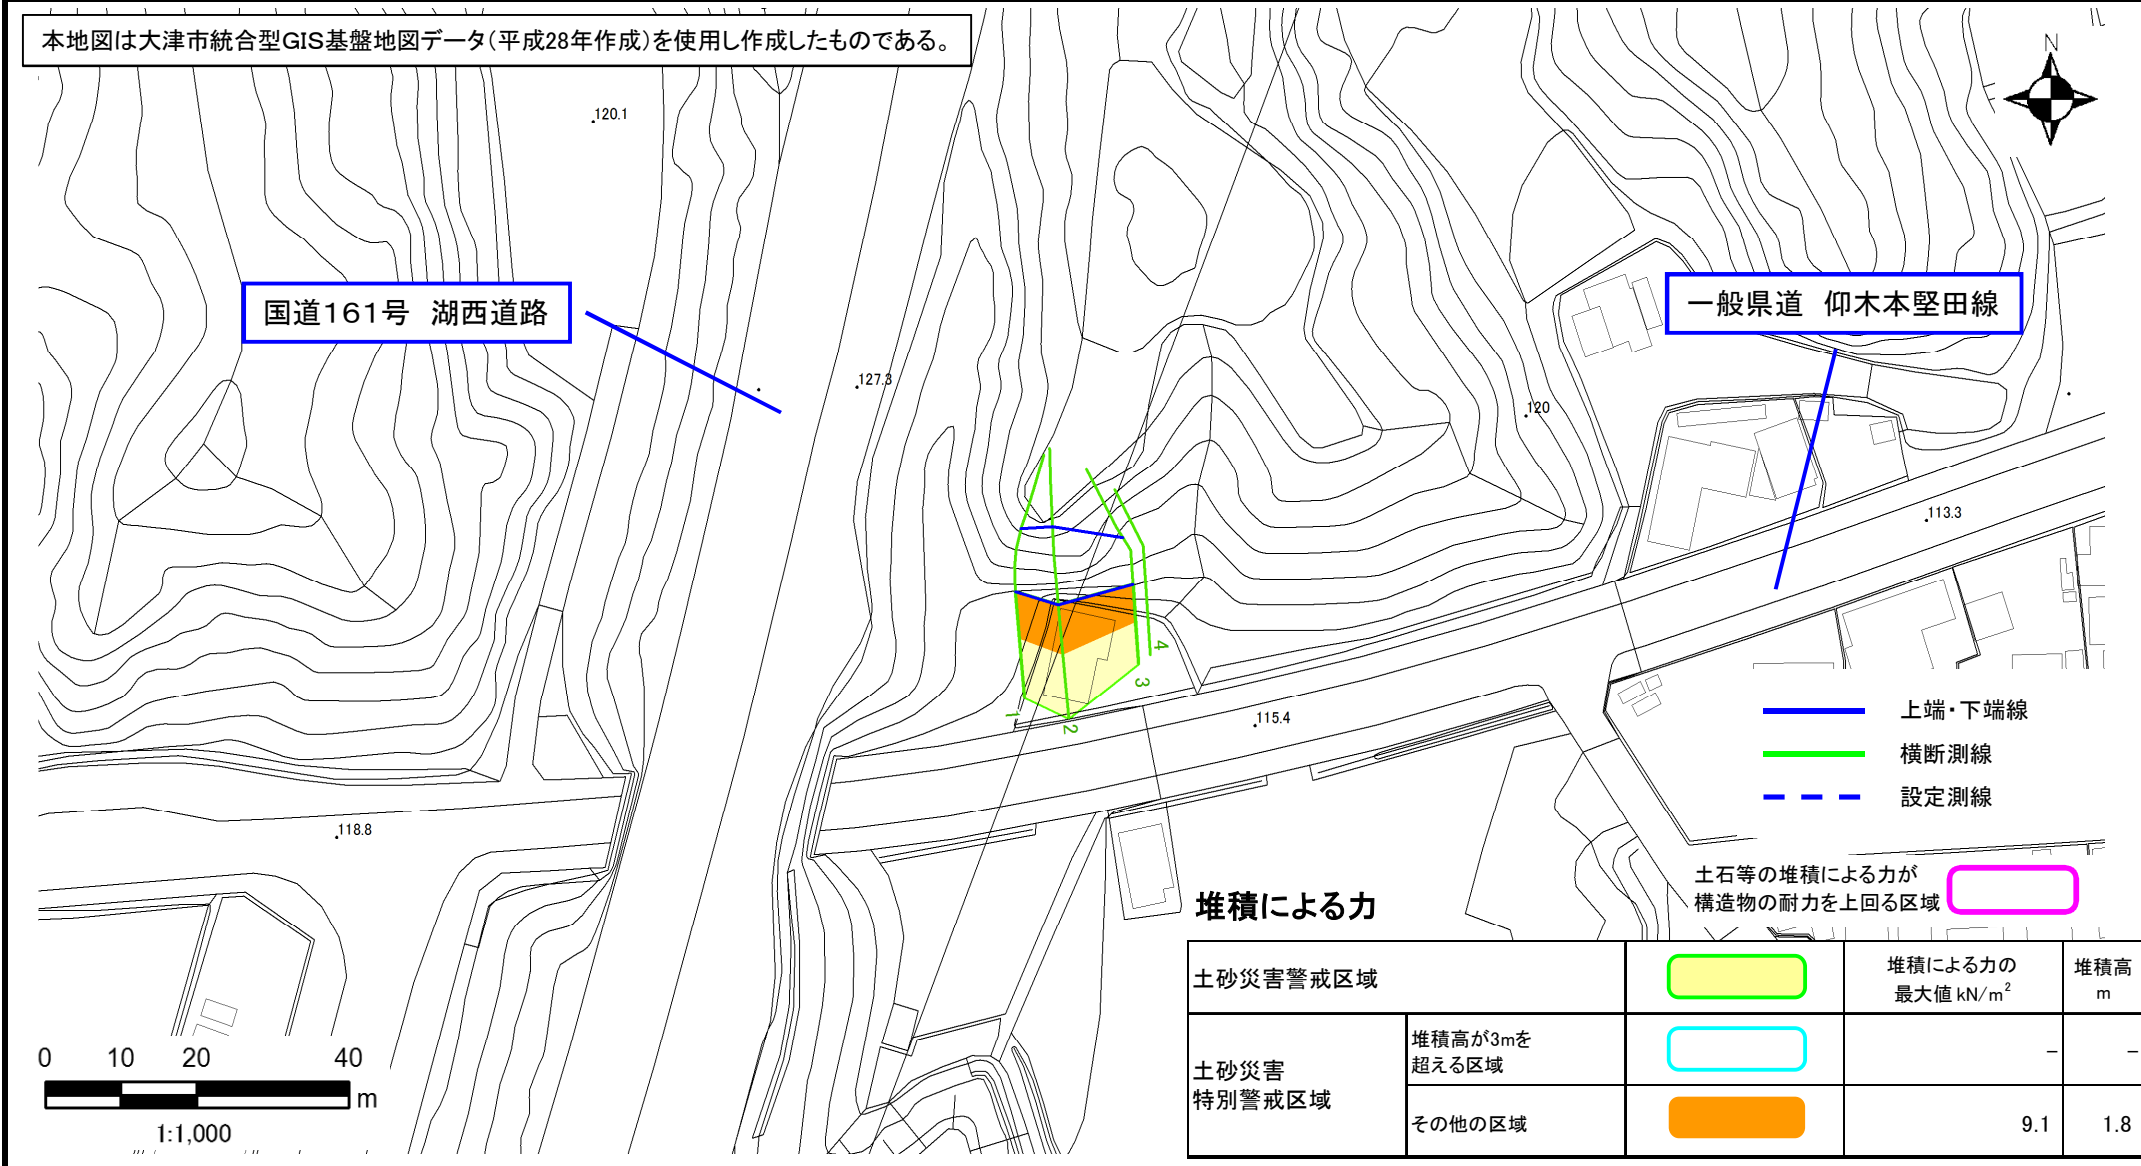 本地図は大津市統合型GIS基盤地図データ(平成28年作成)を使用し作成したものである。
N
120.1
国道161号 湖西道路
一般県道 仰木本堅田線
127.3
120
113.3
4
3
1
2
115.4
118.8
上端・下端線
横断測線
設定測線
土石等の堆積による力が
構造物の耐力を上回る区域
堆積による力
土砂災害警戒区域
堆積による力の
最大値 kN/m²
堆積高
m
土砂災害
特別警戒区域
堆積高が3mを
超える区域
-
-
その他の区域
9.1
1.8
0 10 20 40
m
1:1,000